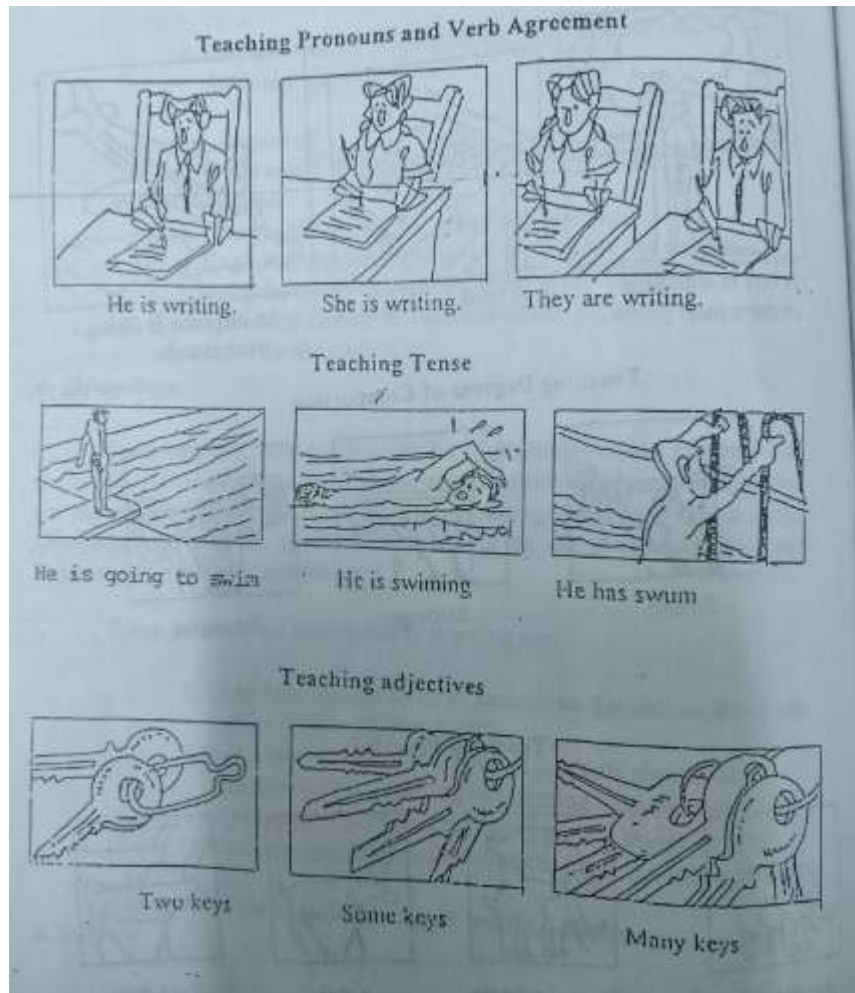 Teaching Pronouns and Verb Agreement
He is writing.
She is writing.
They are writing.
Teaching Tense
He is going to swim
He is swiming
He has swum
Teaching adjectives
Two keys
Some keys
Many keys